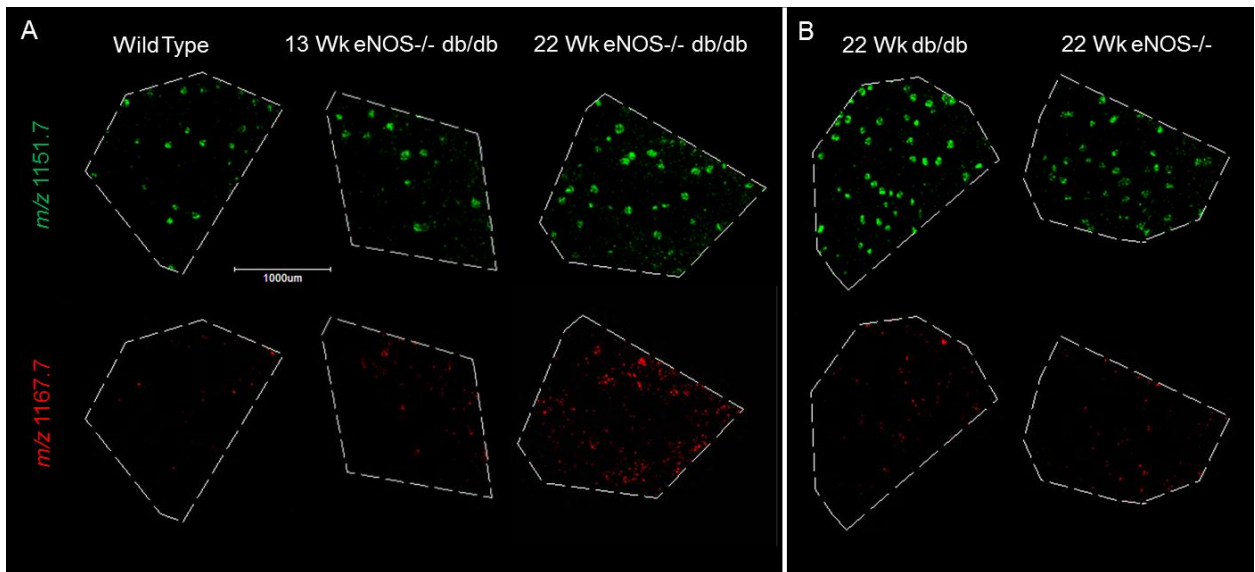 A
Wild Type
13 Wk eNOS-/- db/db
22 Wk eNOS-/- db/db
B
22 Wk db/db
22 Wk eNOS-/-
m/z 1151.7
1000um
m/z 1167.7